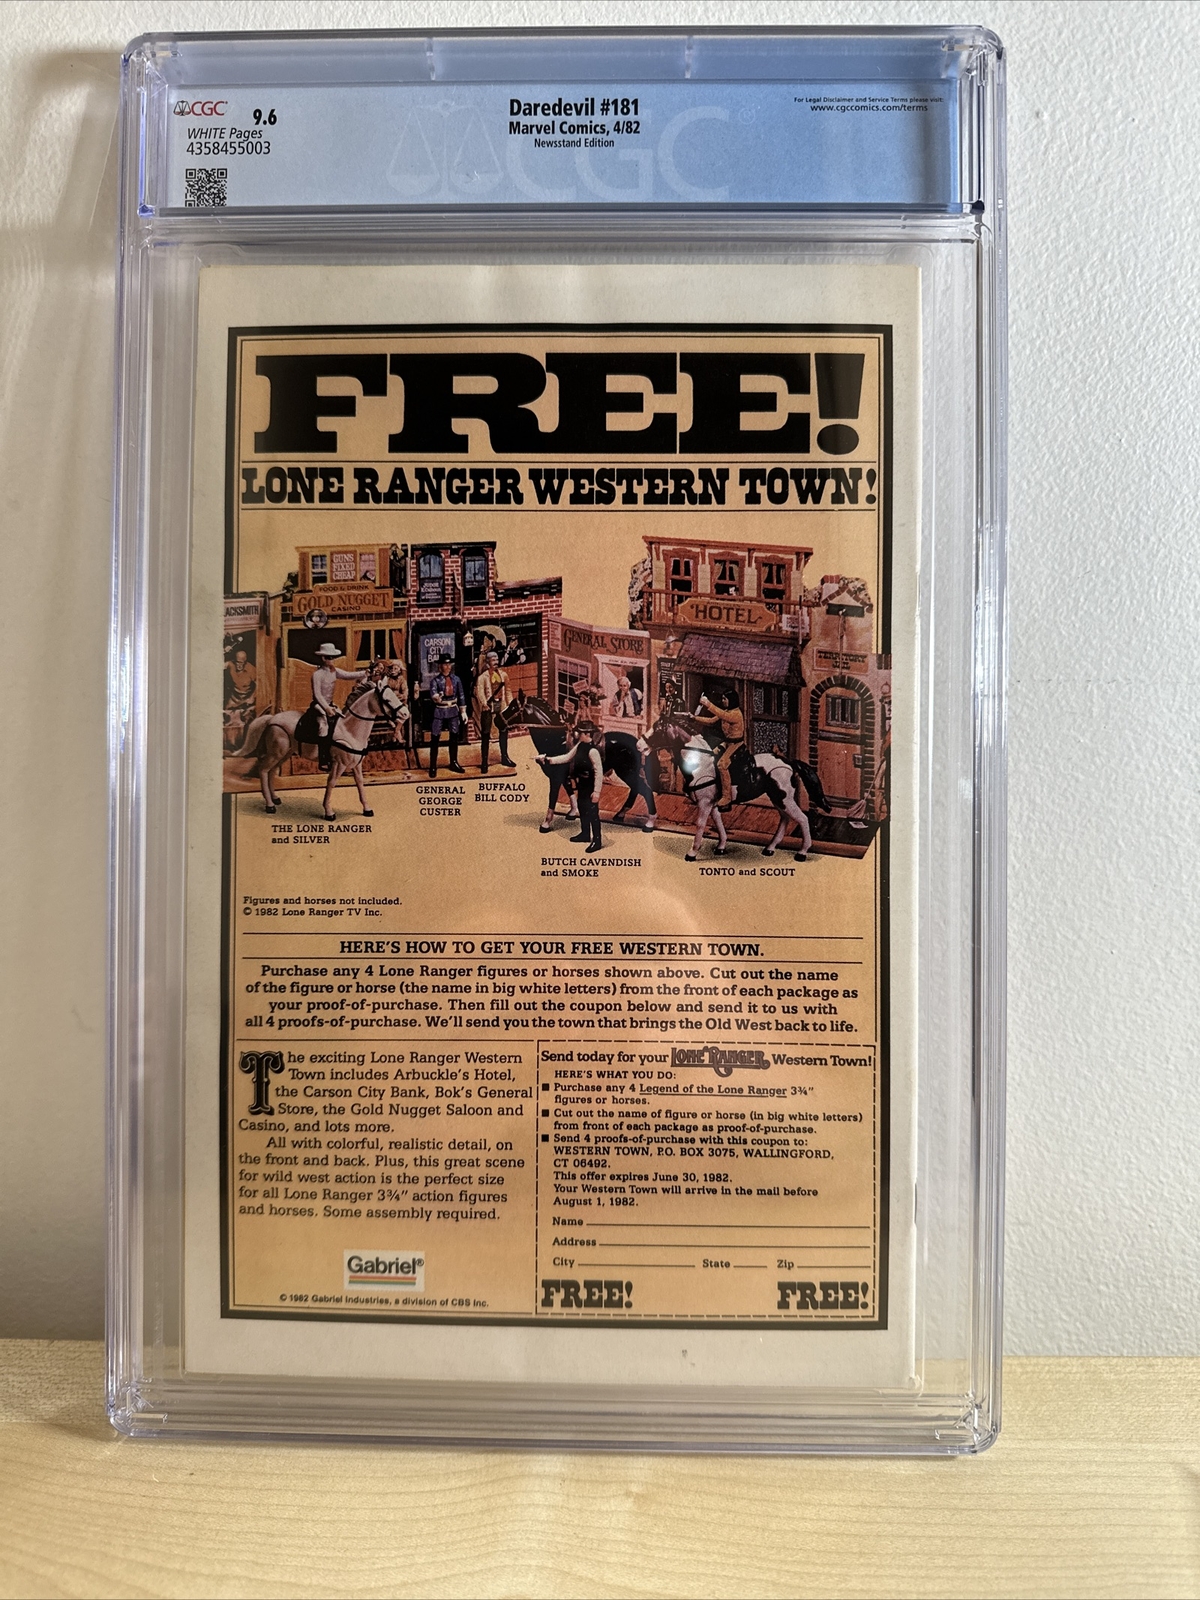 CGC 9.6
WHITE Pages
4358455003
Daredevil #181
Marvel Comics, 4/82
Newsstand Edition
For Legal Disclaimer and Service Terms please visit:
www.cgccomics.com/terms
CGC
FREE!
LONE RANGER WESTERN TOWN!
GUNS
FIXED
CHEAP
FOOD & DRINK
GOLD NUGGET
CASINO
ACKSMITH
CARSON
CITY
BA
GENERAL STORE
HOTEL
THE LONE RANGER
and SILVER
GENERAL
GEORGE
CUSTER
BUFFALO
BILL CODY
BUTCH CAVENDISH
and SMOKE
TONTO and SCOUT
Figures and horses not included.
© 1982 Lone Ranger TV Inc.
HERE'S HOW TO GET YOUR FREE WESTERN TOWN.
Purchase any 4 Lone Ranger figures or horses shown above. Cut out the name
of the figure or horse (the name in big white letters) from the front of each package as
your proof-of-purchase. Then fill out the coupon below and send it to us with
all 4 proofs-of-purchase. We'll send you the town that brings the Old West back to life.
The exciting Lone Ranger Western
Town includes Arbuckle's Hotel,
the Carson City Bank, Bok's General
Store, the Gold Nugget Saloon and
Casino, and lots more.
All with colorful, realistic detail, on
the front and back. Plus, this great scene
for wild west action is the perfect size
for all Lone Ranger 3¾" action figures
and horses. Some assembly required.
Gabriel®
© 1982 Gabriel Industries, a division of CBS Inc.
Send today for your LONE RANGER Western Town!
HERE'S WHAT YOU DO:
■ Purchase any 4 Legend of the Lone Ranger 3¾"
figures or horses.
■ Cut out the name of figure or horse (in big white letters)
from front of each package as proof-of-purchase.
■ Send 4 proofs-of-purchase with this coupon to:
WESTERN TOWN, P.O. BOX 3075, WALLINGFORD,
CT 06492.
This offer expires June 30, 1982.
Your Western Town will arrive in the mail before
August 1, 1982.
Name
Address
City State Zip
FREE! FREE!